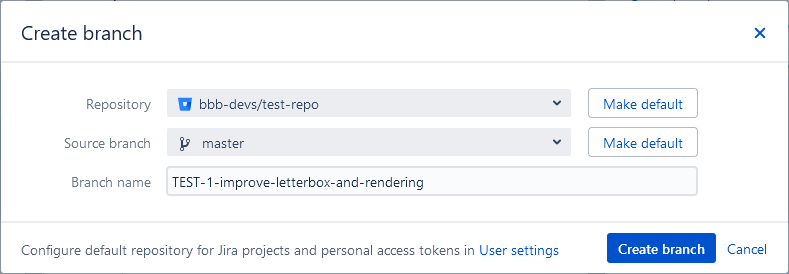 Create branch
Repository bbb-devs/test-repo Make default
Source branch master Make default
Branch name TEST-1-improve-letterbox-and-rendering
Configure default repository for Jira projects and personal access tokens in User settings Create branch Cancel